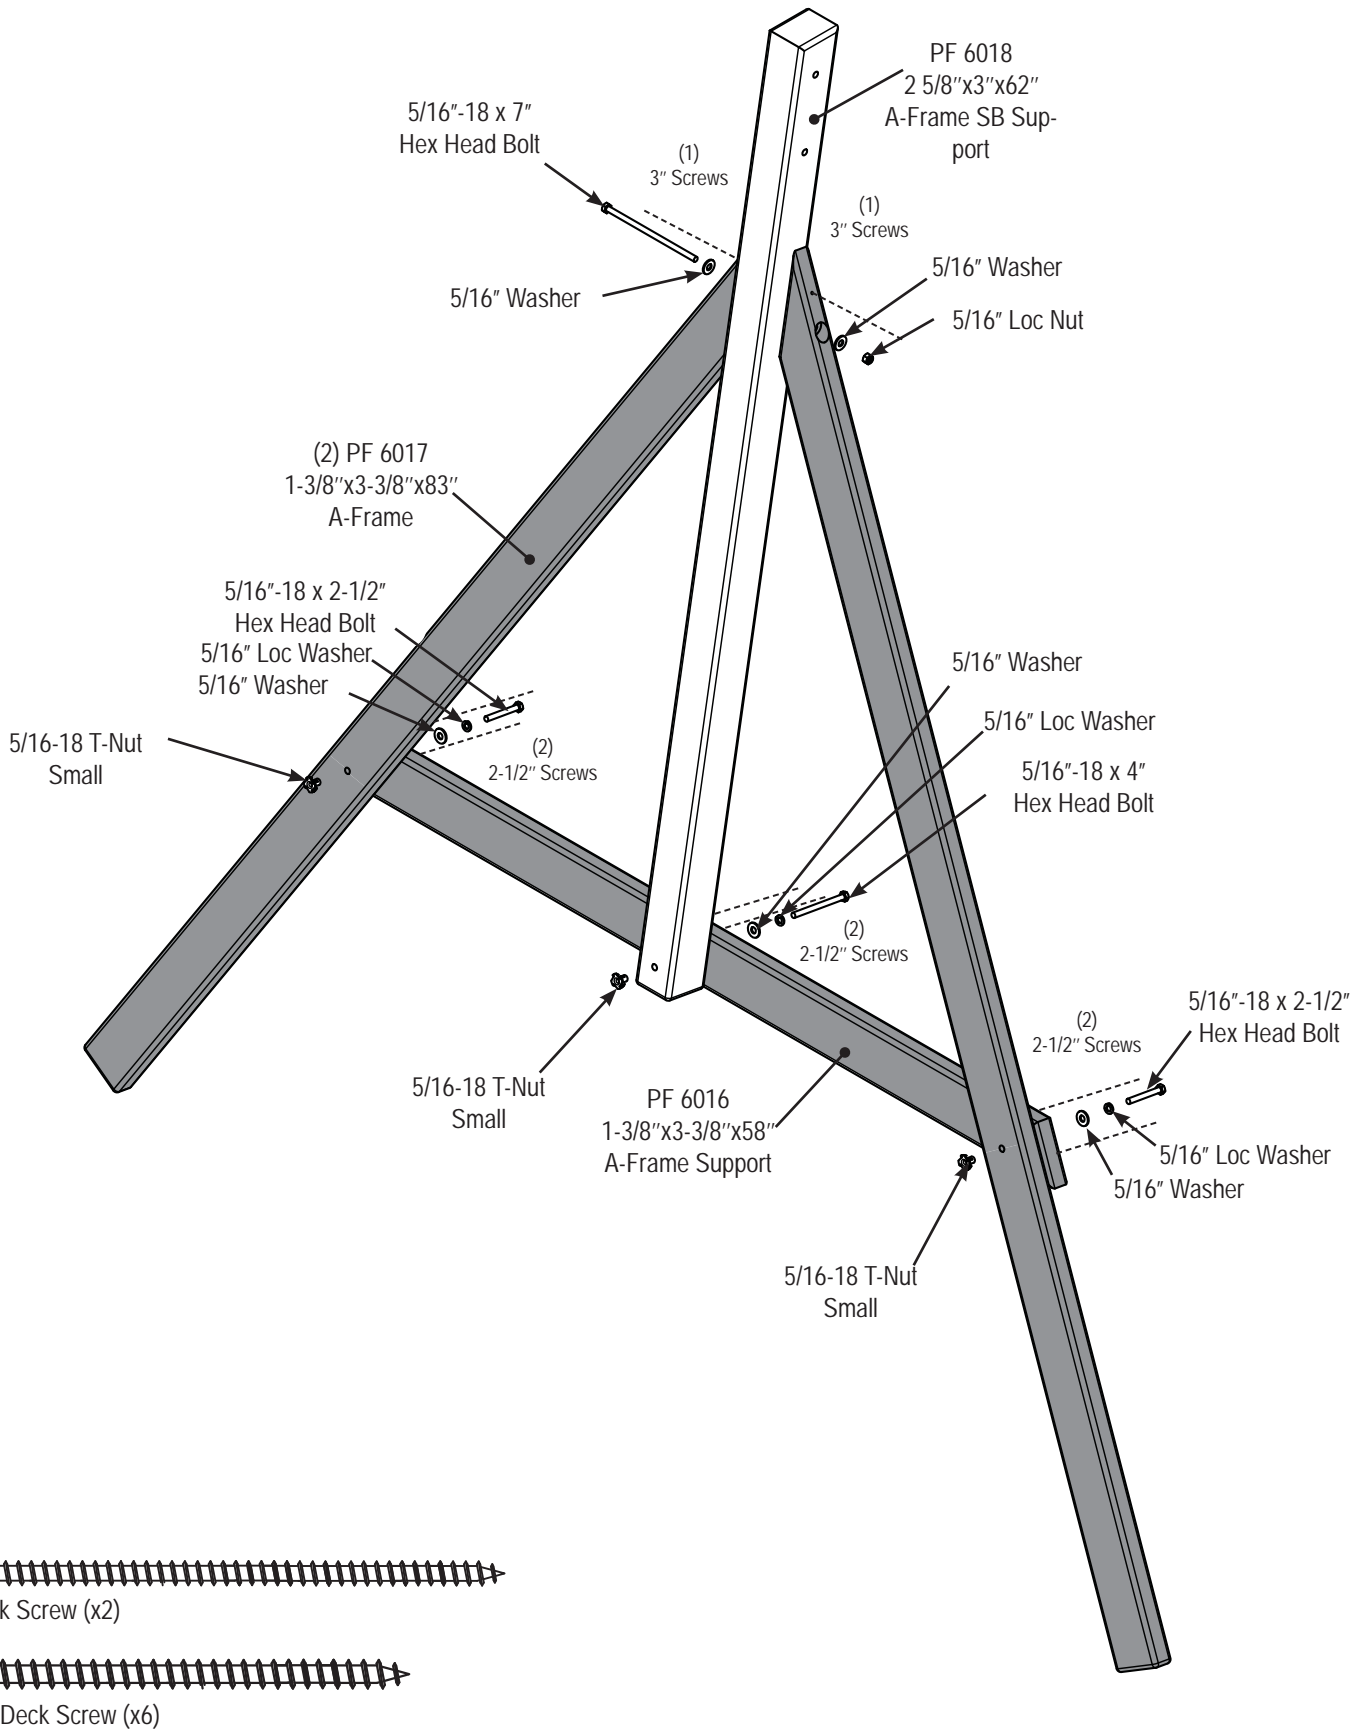 PF 6018
2 5/8"x3"x62"
A-Frame SB Sup-
port
5/16"-18 x 7"
Hex Head Bolt
(1)
3" Screws
(1)
3" Screws
5/16" Washer
5/16" Washer
5/16" Loc Nut
(2) PF 6017
1-3/8"x3-3/8"x83"
A-Frame
5/16"-18 x 2-1/2"
Hex Head Bolt
5/16" Loc Washer
5/16" Washer
5/16-18 T-Nut
Small
(2)
2-1/2" Screws
5/16" Washer
5/16" Loc Washer
5/16"-18 x 4"
Hex Head Bolt
(2)
2-1/2" Screws
5/16-18 T-Nut
Small
PF 6016
1-3/8"x3-3/8"x58"
A-Frame Support
(2)
2-1/2" Screws
5/16"-18 x 2-1/2"
Hex Head Bolt
5/16" Loc Washer
5/16" Washer
5/16-18 T-Nut
Small
k Screw (x2)
Deck Screw (x6)